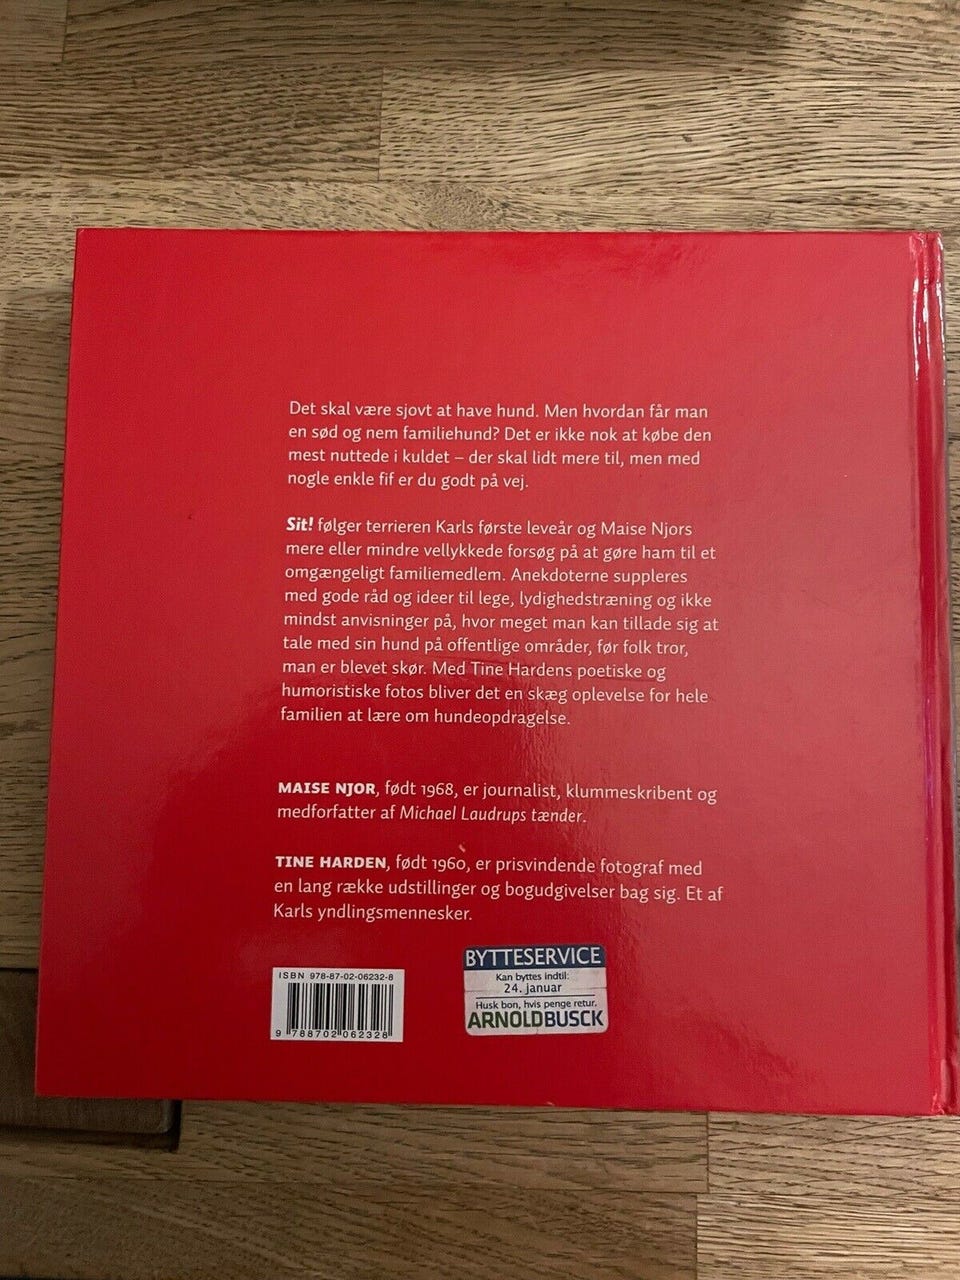 Det skal være sjovt at have hund. Men hvordan får man
en sød og nem familiehund? Det er ikke nok at købe den
mest nuttede i kuldet – der skal lidt mere til, men med
nogle enkle fif er du godt på vej.
Sit! følger terrieren Karls første leveår og Maise Njors
mere eller mindre vellykkede forsøg på at gøre ham til et
omgængeligt familiemedlem. Anekdoterne suppleres
med gode råd og ideer til lege, lydighedstræning og ikke
mindst anvisninger på, hvor meget man kan tillade sig at
tale med sin hund på offentlige områder, før folk tror,
man er blevet skør. Med Tine Hardens poetiske og
humoristiske fotos bliver det en skæg oplevelse for hele
familien at lære om hundeopdragelse.
MAISE NJOR, født 1968, er journalist, klummeskribent og
medforfatter af Michael Laudrups tænder.
TINE HARDEN, født 1960, er prisvindende fotograf med
en lang række udstillinger og bogudgivelser bag sig. Et af
Karls yndlingsmennesker.
ISBN 978-87-02-06232-8
9 788702 062328
BYTTESERVICE
Kan byttes indtil:
24. januar
Husk bon, hvis penge retur.
ARNOLDBUSCK